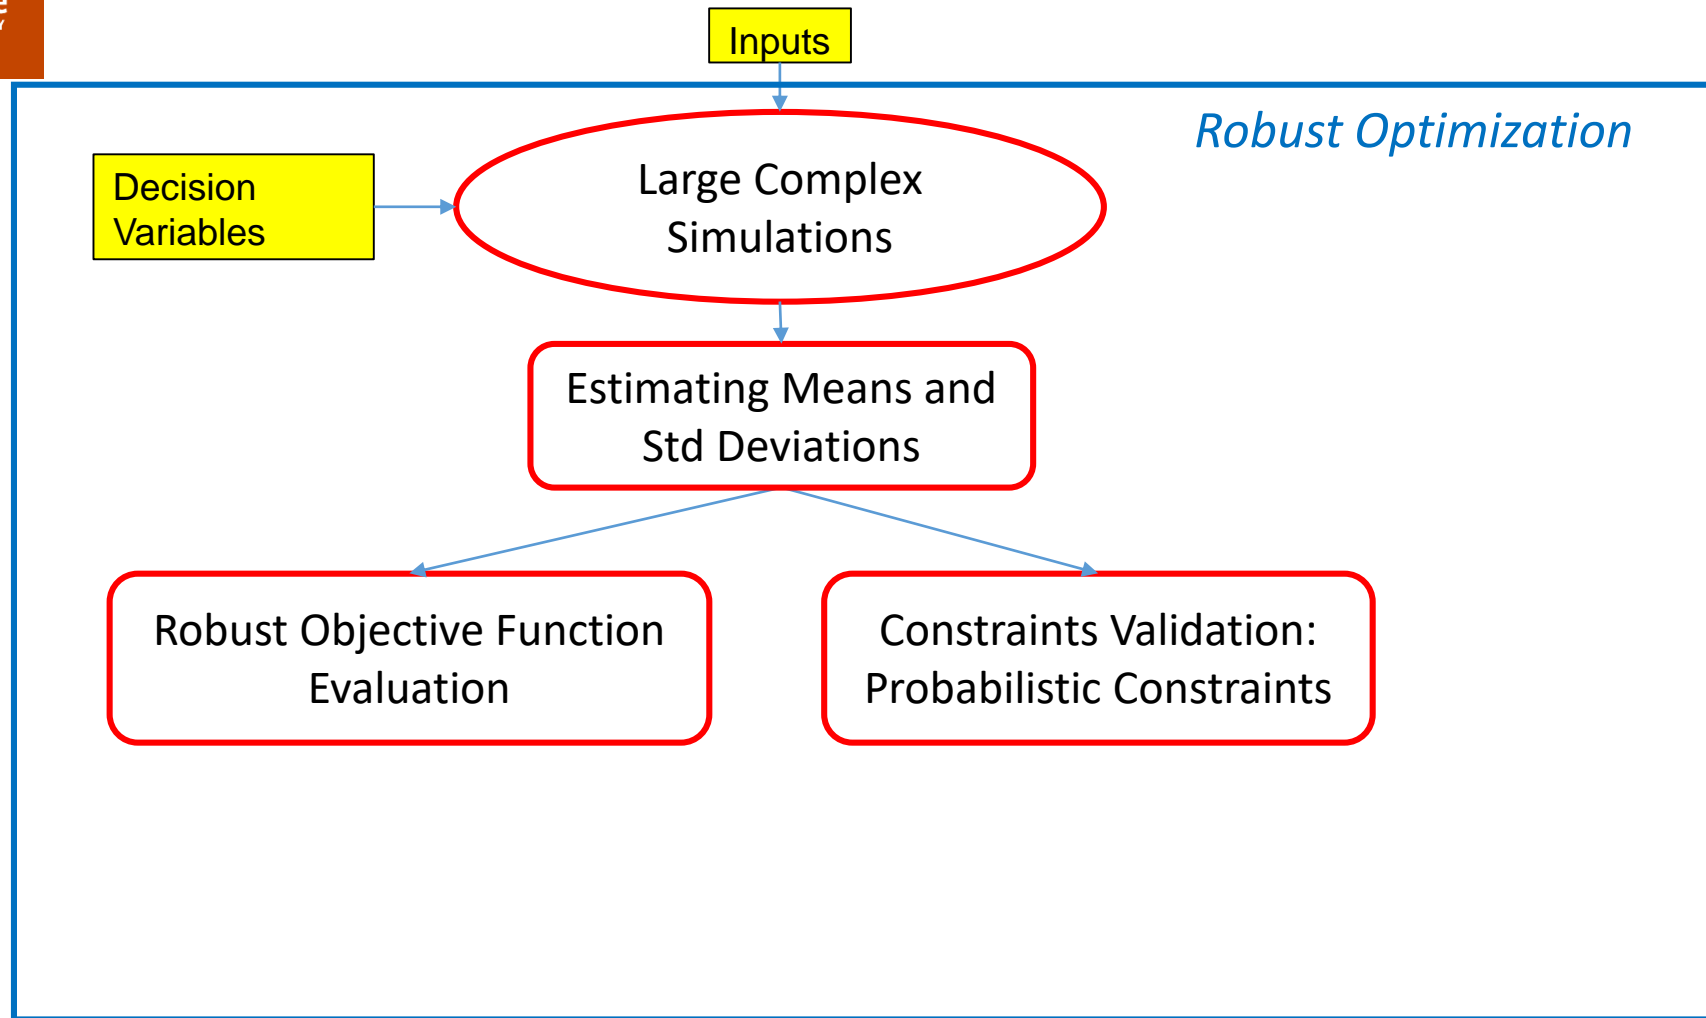 Inputs
Robust Optimization
Decision
Variables
Large Complex
Simulations
Estimating Means and
Std Deviations
Robust Objective Function
Evaluation
Constraints Validation:
Probabilistic Constraints